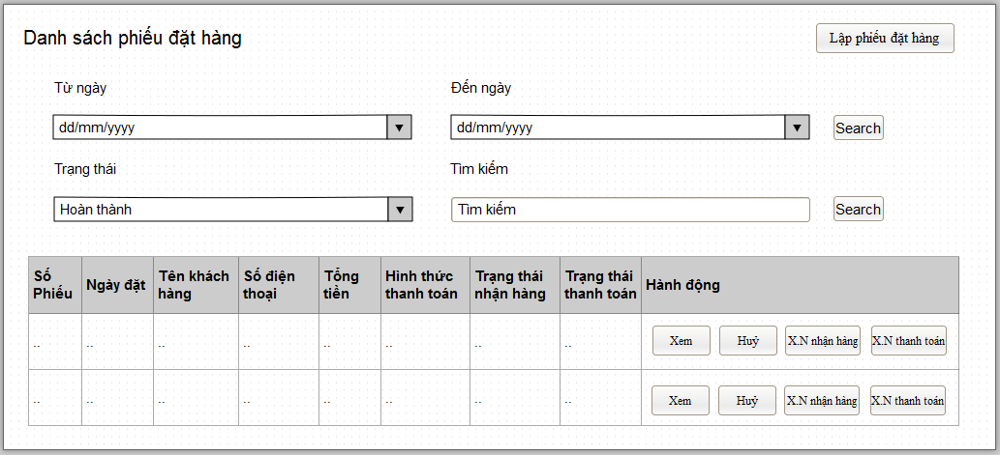 Danh sách phiếu đặt hàng
Lập phiếu đặt hàng
Từ ngày
Đến ngày
dd/mm/yyyy
dd/mm/yyyy
Search
Trạng thái
Tìm kiếm
Hoàn thành
Tìm kiếm
Search
Số Phiếu
Ngày đặt
Tên khách hàng
Số điện thoại
Tổng tiền
Hình thức thanh toán
Trạng thái nhận hàng
Trạng thái thanh toán
Hành động
.. .. .. .. .. .. .. .. Xem Huỷ X.N nhận hàng X.N thanh toán
.. .. .. .. .. .. .. .. Xem Huỷ X.N nhận hàng X.N thanh toán